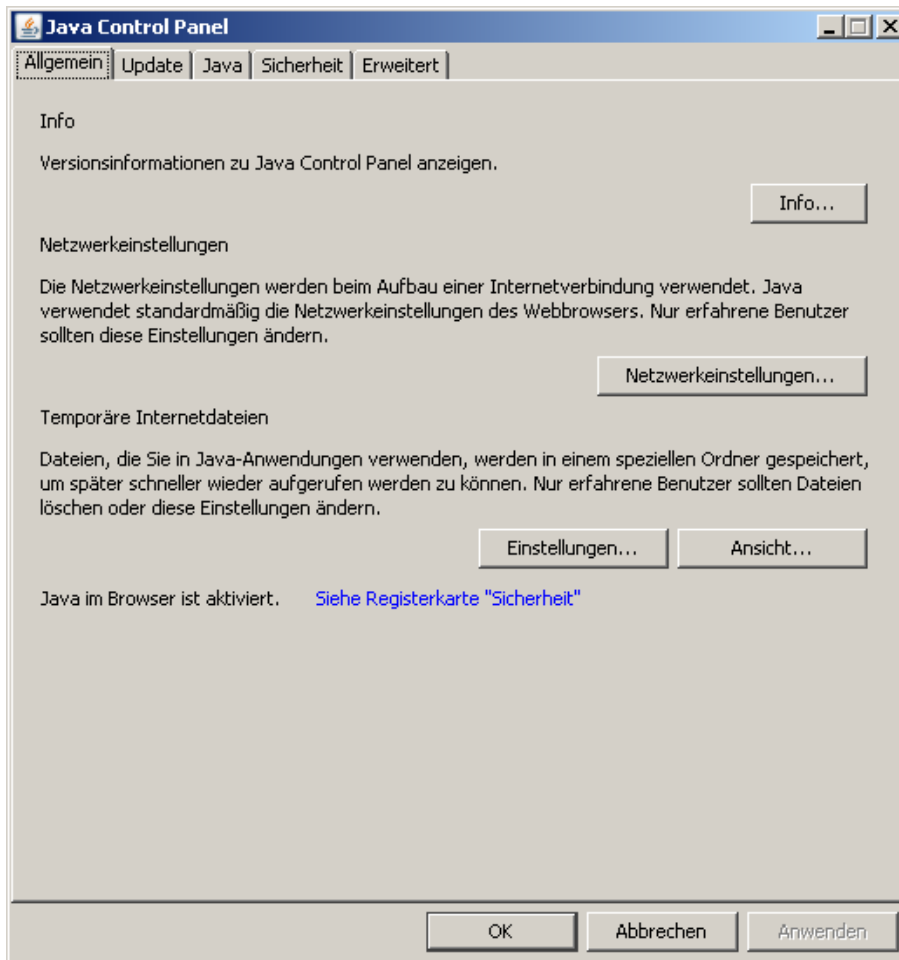 Java Control Panel
Allgemein Update Java Sicherheit Erweitert
Info
Versionsinformationen zu Java Control Panel anzeigen.
Info...
Netzwerkeinstellungen
Die Netzwerkeinstellungen werden beim Aufbau einer Internetverbindung verwendet. Java
verwendet standardmäßig die Netzwerkeinstellungen des Webbrowsers. Nur erfahrene Benutzer
sollten diese Einstellungen ändern.
Netzwerkeinstellungen...
Temporäre Internetdateien
Dateien, die Sie in Java-Anwendungen verwenden, werden in einem speziellen Ordner gespeichert,
um später schneller wieder aufgerufen werden zu können. Nur erfahrene Benutzer sollten Dateien
löschen oder diese Einstellungen ändern.
Einstellungen... Ansicht...
Java im Browser ist aktiviert. Siehe Registerkarte "Sicherheit"
OK Abbrechen Anwenden